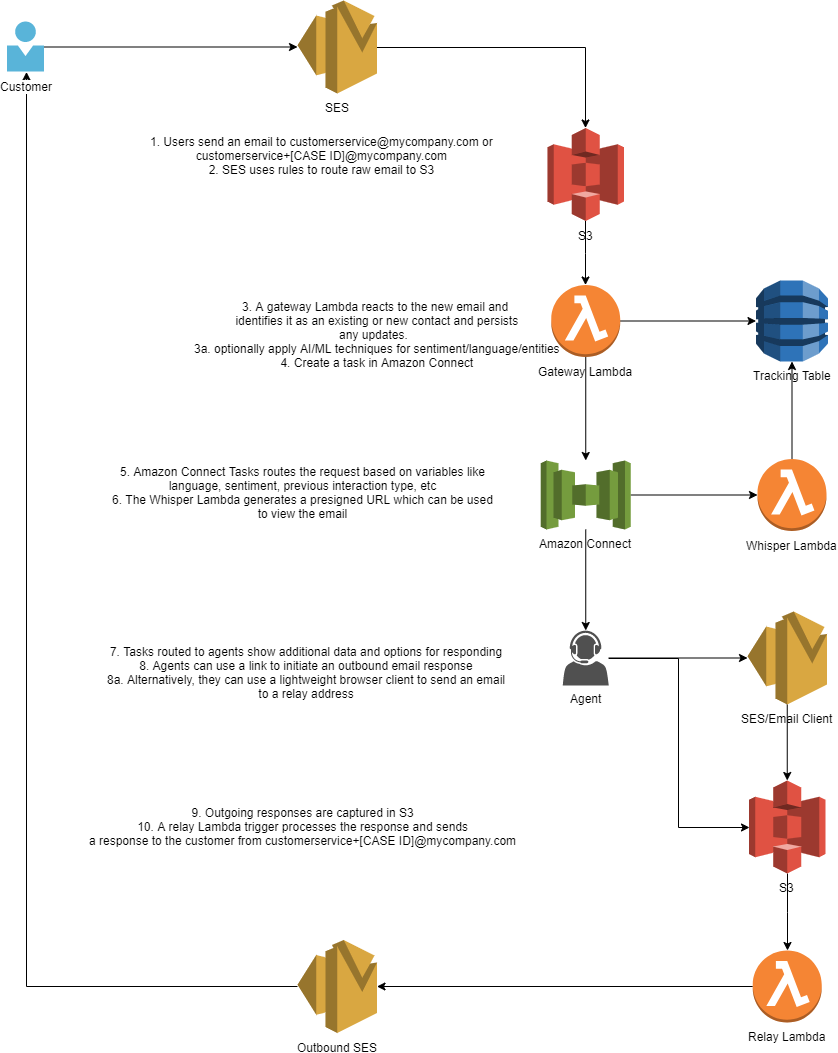 Customer
SES
1. Users send an email to customerservice@mycompany.com or
customerservice+[CASE ID]@mycompany.com
2. SES uses rules to route raw email to S3
S3
3. A gateway Lambda reacts to the new email and
identifies it as an existing or new contact and persists
any updates.
3a. optionally apply AI/ML techniques for sentiment/language/entities
4. Create a task in Amazon Connect
Gateway Lambda
Tracking Table
5. Amazon Connect Tasks routes the request based on variables like
language, sentiment, previous interaction type, etc
6. The Whisper Lambda generates a presigned URL which can be used
to view the email
Amazon Connect
Whisper Lambda
7. Tasks routed to agents show additional data and options for responding
8. Agents can use a link to initiate an outbound email response
8a. Alternatively, they can use a lightweight browser client to send an email
to a relay address
Agent
SES/Email Client
9. Outgoing responses are captured in S3
10. A relay Lambda trigger processes the response and sends
a response to the customer from customerservice+[CASE ID]@mycompany.com
S3
Outbound SES
Relay Lambda